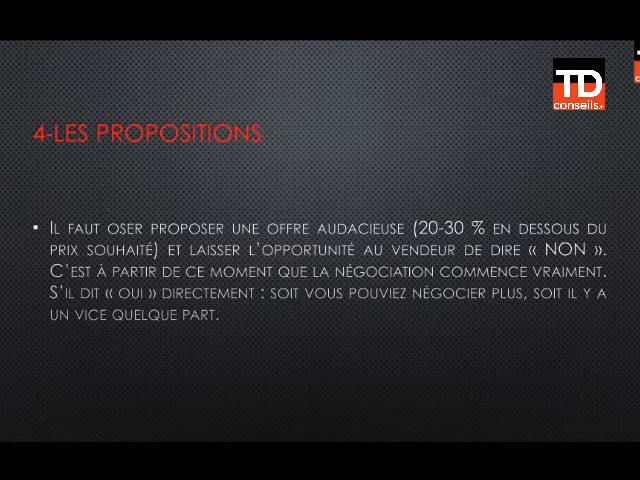 TD
conseils.
4-LES PROPOSITIONS
• IL FAUT OSER PROPOSER UNE OFFRE AUDACIEUSE (20-30 % EN DESSOUS DU
PRIX SOUHAITÉ) ET LAISSER L'OPPORTUNITÉ AU VENDEUR DE DIRE « NON ».
C'EST À PARTIR DE CE MOMENT QUE LA NÉGOCIATION COMMENCE VRAIMENT.
S'IL DIT « OUI » DIRECTEMENT : SOIT VOUS POUVIEZ NÉGOCIER PLUS, SOIT IL Y A
UN VICE QUELQUE PART.